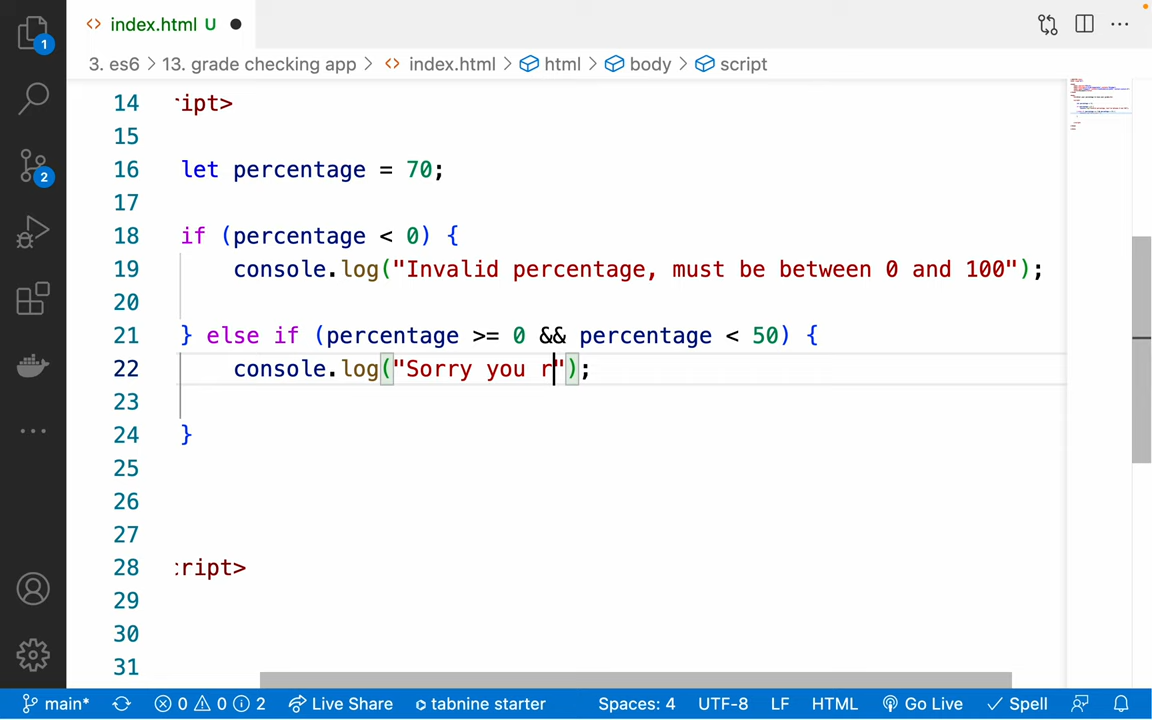 index.html U
3. es6 > 13. grade checking app > index.html > html > body > script
14 ript>
15
16 let percentage = 70;
17
18 if (percentage < 0) {
19 console.log("Invalid percentage, must be between 0 and 100");
20
21 } else if (percentage >= 0 && percentage < 50) {
22 console.log("Sorry you r");
23
24 }
25
26
27
28 cript>
29
30
31
1
2
main* 0 0 2 Live Share tabnine starter Spaces: 4 UTF-8 LF HTML Go Live Spell